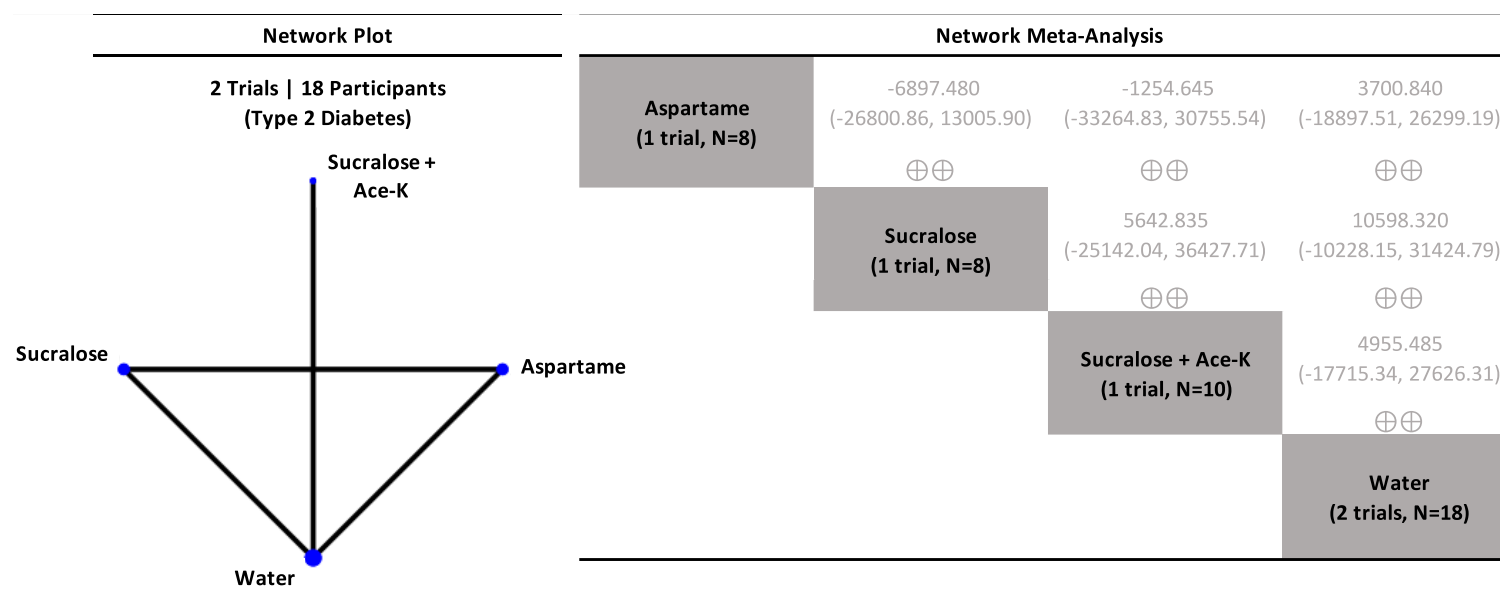 Network Plot
2 Trials | 18 Participants
(Type 2 Diabetes)
Sucralose +
Ace-K
Sucralose
Aspartame
Water
Network Meta-Analysis
Aspartame
(1 trial, N=8)
-6897.480
(-26800.86, 13005.90)
⊕⊕
-1254.645
(-33264.83, 30755.54)
⊕⊕
3700.840
(-18897.51, 26299.19)
⊕⊕
Sucralose
(1 trial, N=8)
5642.835
(-25142.04, 36427.71)
⊕⊕
10598.320
(-10228.15, 31424.79)
⊕⊕
Sucralose + Ace-K
(1 trial, N=10)
4955.485
(-17715.34, 27626.31)
⊕⊕
Water
(2 trials, N=18)